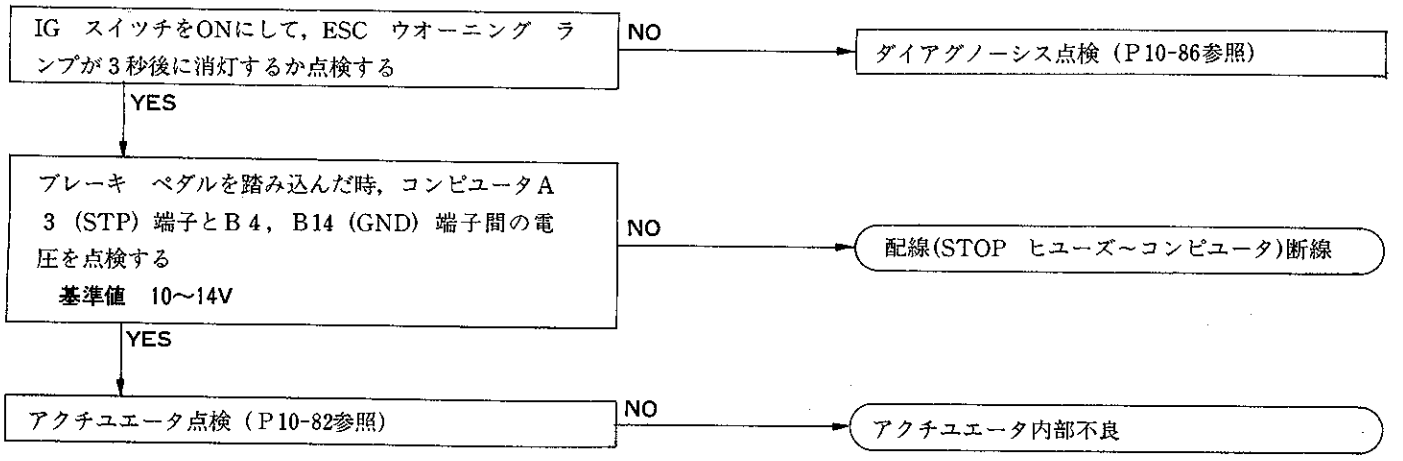 IG スイツチをONにして，ESC ウオーニング ラ
ンプが3秒後に消灯するか点検する
NO
ダイアグノーシス点検（P10-86参照）
YES
ブレーキ ペダルを踏み込んだ時，コンピユータA
3（STP）端子とB4，B14（GND）端子間の電
圧を点検する
基準値 10～14V
NO
配線(STOP ヒユーズ～コンピユータ)断線
YES
アクチユエータ点検（P10-82参照）
NO
アクチユエータ内部不良